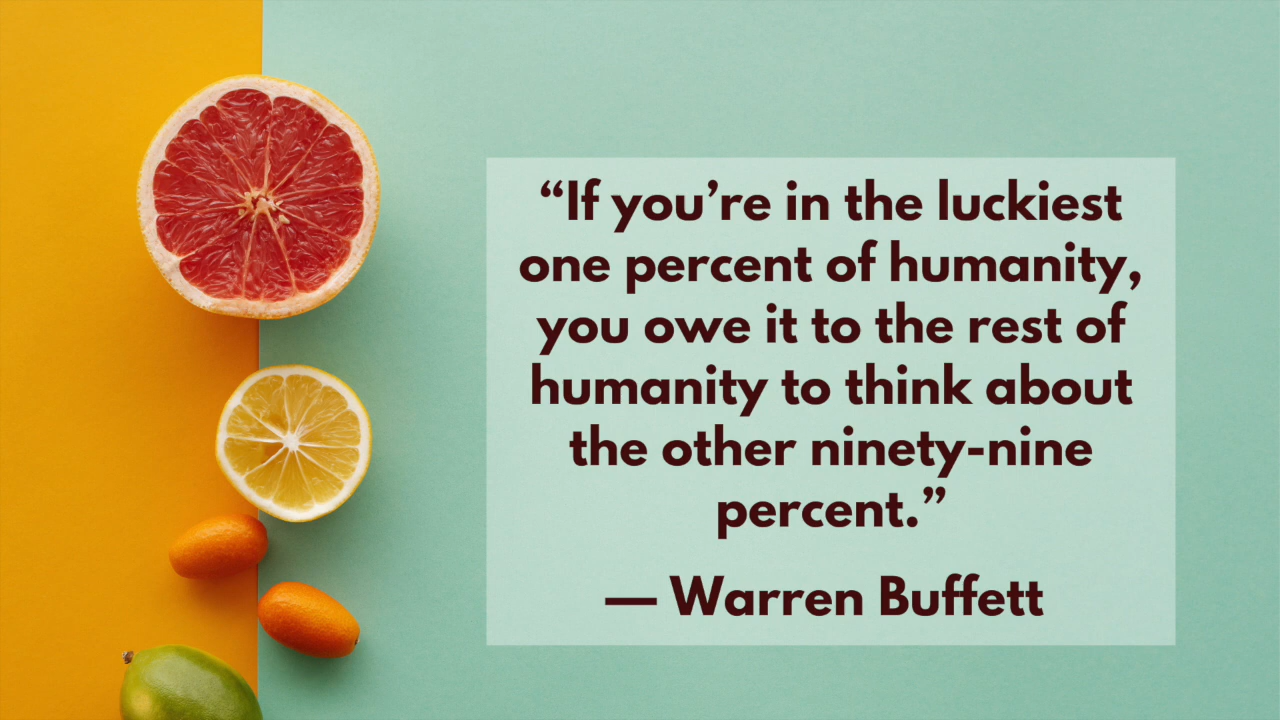 “If you’re in the luckiest
one percent of humanity,
you owe it to the rest of
humanity to think about
the other ninety-nine
percent.”
— Warren Buffett